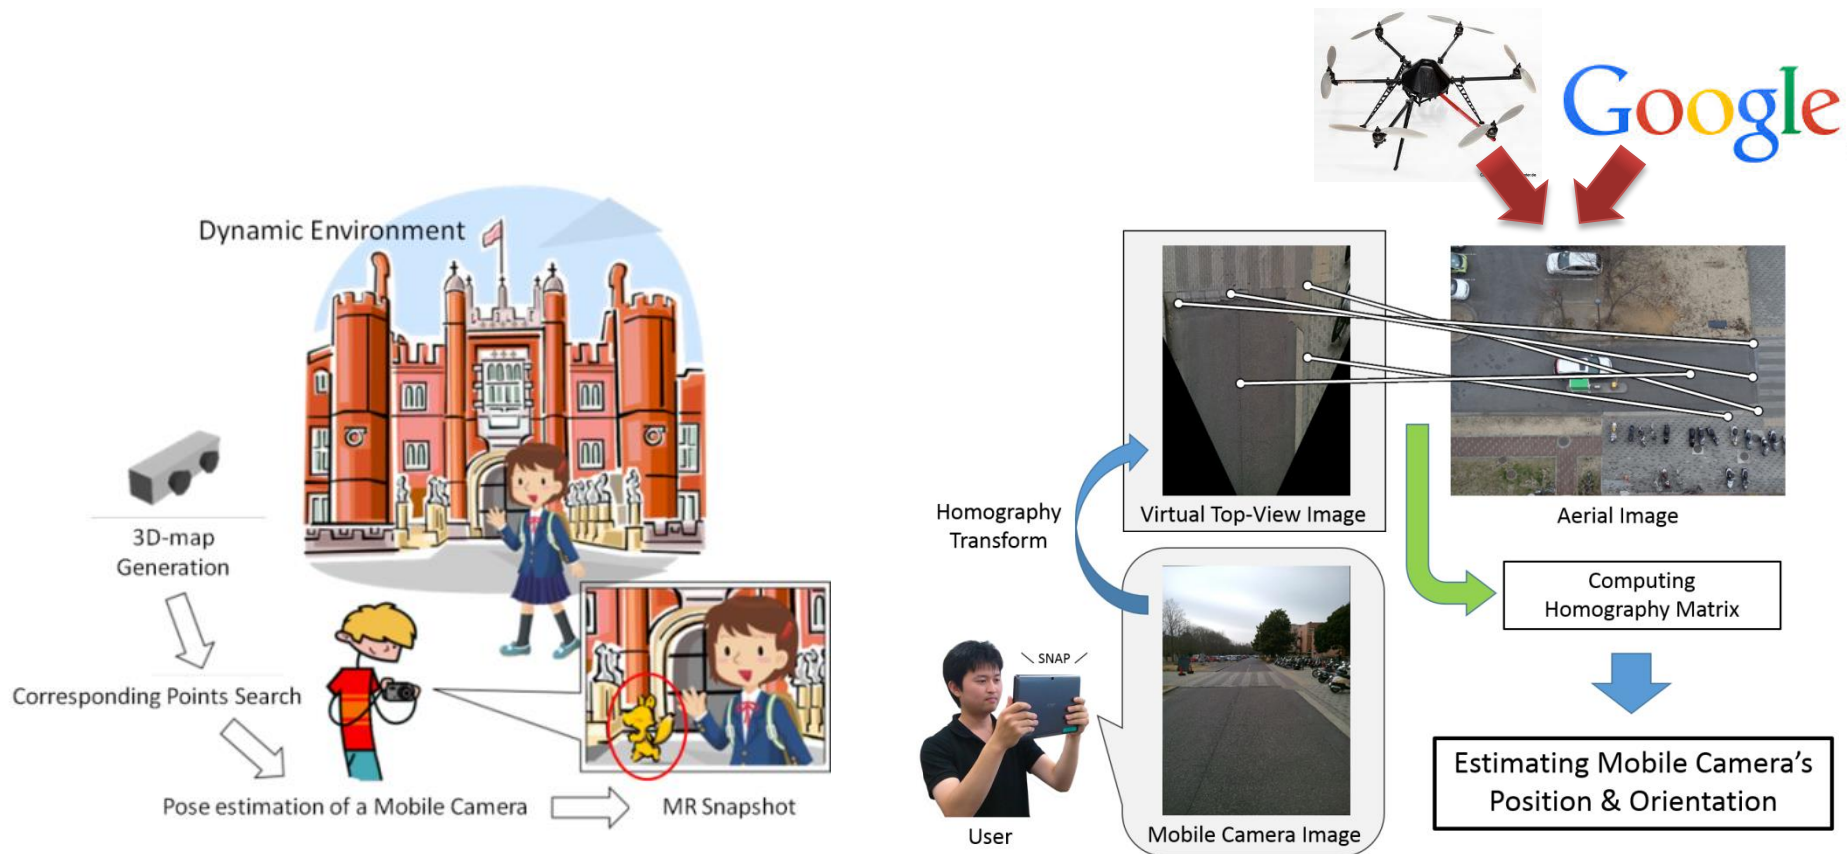 Dynamic Environment
3D-map
Generation
Corresponding Points Search
Pose estimation of a Mobile Camera
MR Snapshot
Google
Homography
Transform
Virtual Top-View Image
Aerial Image
Computing
Homography Matrix
SNAP
Estimating Mobile Camera's
Position & Orientation
User
Mobile Camera Image